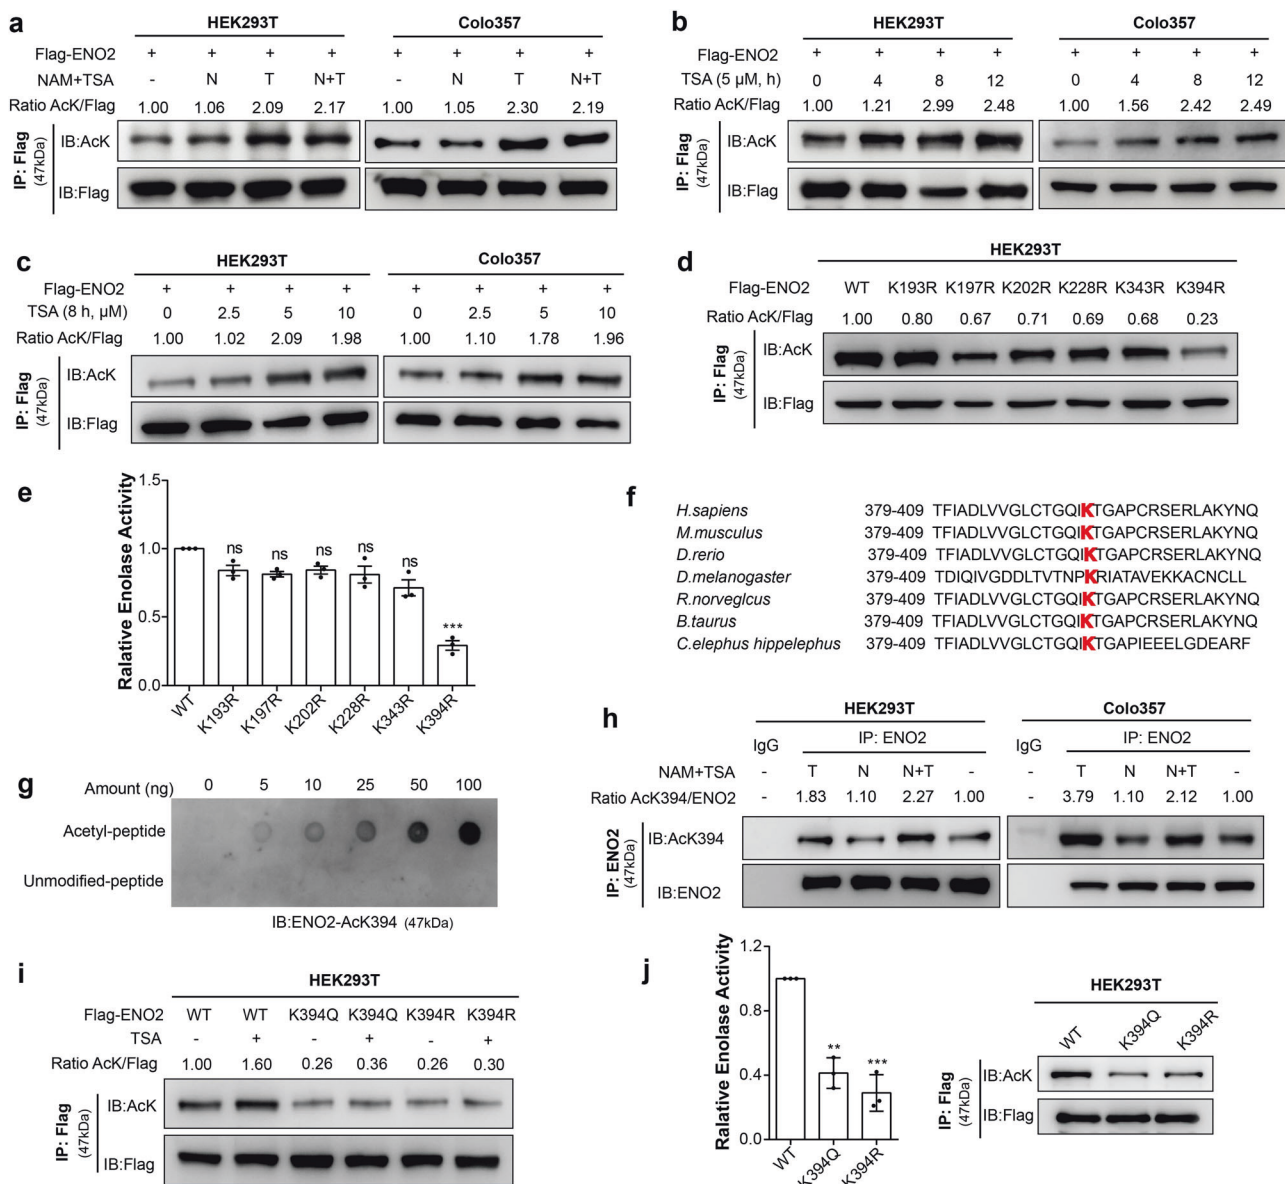 a
HEK293T Colo357
Flag-ENO2 + + + + + + + +
NAM+TSA - N T N+T - N T N+T
Ratio AcK/Flag 1.00 1.06 2.09 2.17 1.00 1.05 2.30 2.19
IP: Flag (47kDa)
IB:AcK
IB:Flag
b
HEK293T Colo357
Flag-ENO2 + + + + + + + +
TSA (5 μM, h) 0 4 8 12 0 4 8 12
Ratio AcK/Flag 1.00 1.21 2.99 2.48 1.00 1.56 2.42 2.49
IP: Flag (47kDa)
IB:AcK
IB:Flag
c
HEK293T Colo357
Flag-ENO2 + + + + + + + +
TSA (8 h, μM) 0 2.5 5 10 0 2.5 5 10
Ratio AcK/Flag 1.00 1.02 2.09 1.98 1.00 1.10 1.78 1.96
IP: Flag (47kDa)
IB:AcK
IB:Flag
d
HEK293T
Flag-ENO2 WT K193R K197R K202R K228R K343R K394R
Ratio AcK/Flag 1.00 0.80 0.67 0.71 0.69 0.68 0.23
IP: Flag (47kDa)
IB:AcK
IB:Flag
e
Ralative Enolase Activity
1.5
1.0
0.5
0.0
ns ns ns ns ns ***
WT K193R K197R K202R K228R K343R K394R
f
H.sapiens 379-409 TFIADLVVGLCTGQIKTGAPCRSERLAKYNQ
M.musculus 379-409 TFIADLVVGLCTGQIKTGAPCRSERLAKYNQ
D.rerio 379-409 TFIADLVVGLCTGQIKTGAPCRSERLAKYNQ
D.melanogaster 379-409 TDIQIVGDDLTVTNPKRIATAVEKKACNCLL
R.norvegIcus 379-409 TFIADLVVGLCTGQIKTGAPCRSERLAKYNQ
B.taurus 379-409 TFIADLVVGLCTGQIKTGAPCRSERLAKYNQ
C.elephus hippelephus 379-409 TFIADLVVGLCTGQIKTGAPIEEELGDEARF
g
Amount (ng) 0 5 10 25 50 100
Acetyl-peptide
Unmodified-peptide
IB:ENO2-AcK394 (47kDa)
h
HEK293T Colo357
IgG IP: ENO2 IgG IP: ENO2
NAM+TSA - T N N+T - - T N N+T -
Ratio AcK394/ENO2 - 1.83 1.10 2.27 1.00 - 3.79 1.10 2.12 1.00
IP: ENO2 (47kDa)
IB:AcK394
IB:ENO2
i
HEK293T
Flag-ENO2 WT WT K394Q K394Q K394R K394R
TSA - + - + - +
Ratio AcK/Flag 1.00 1.60 0.26 0.36 0.26 0.30
IP: Flag (47kDa)
IB:AcK
IB:Flag
j
Ralative Enolase Activity
1.2
0.8
0.4
0.0
** ***
WT K394Q K394R
HEK293T
WT K394Q K394R
IP: Flag (47kDa)
IB:AcK
IB:Flag